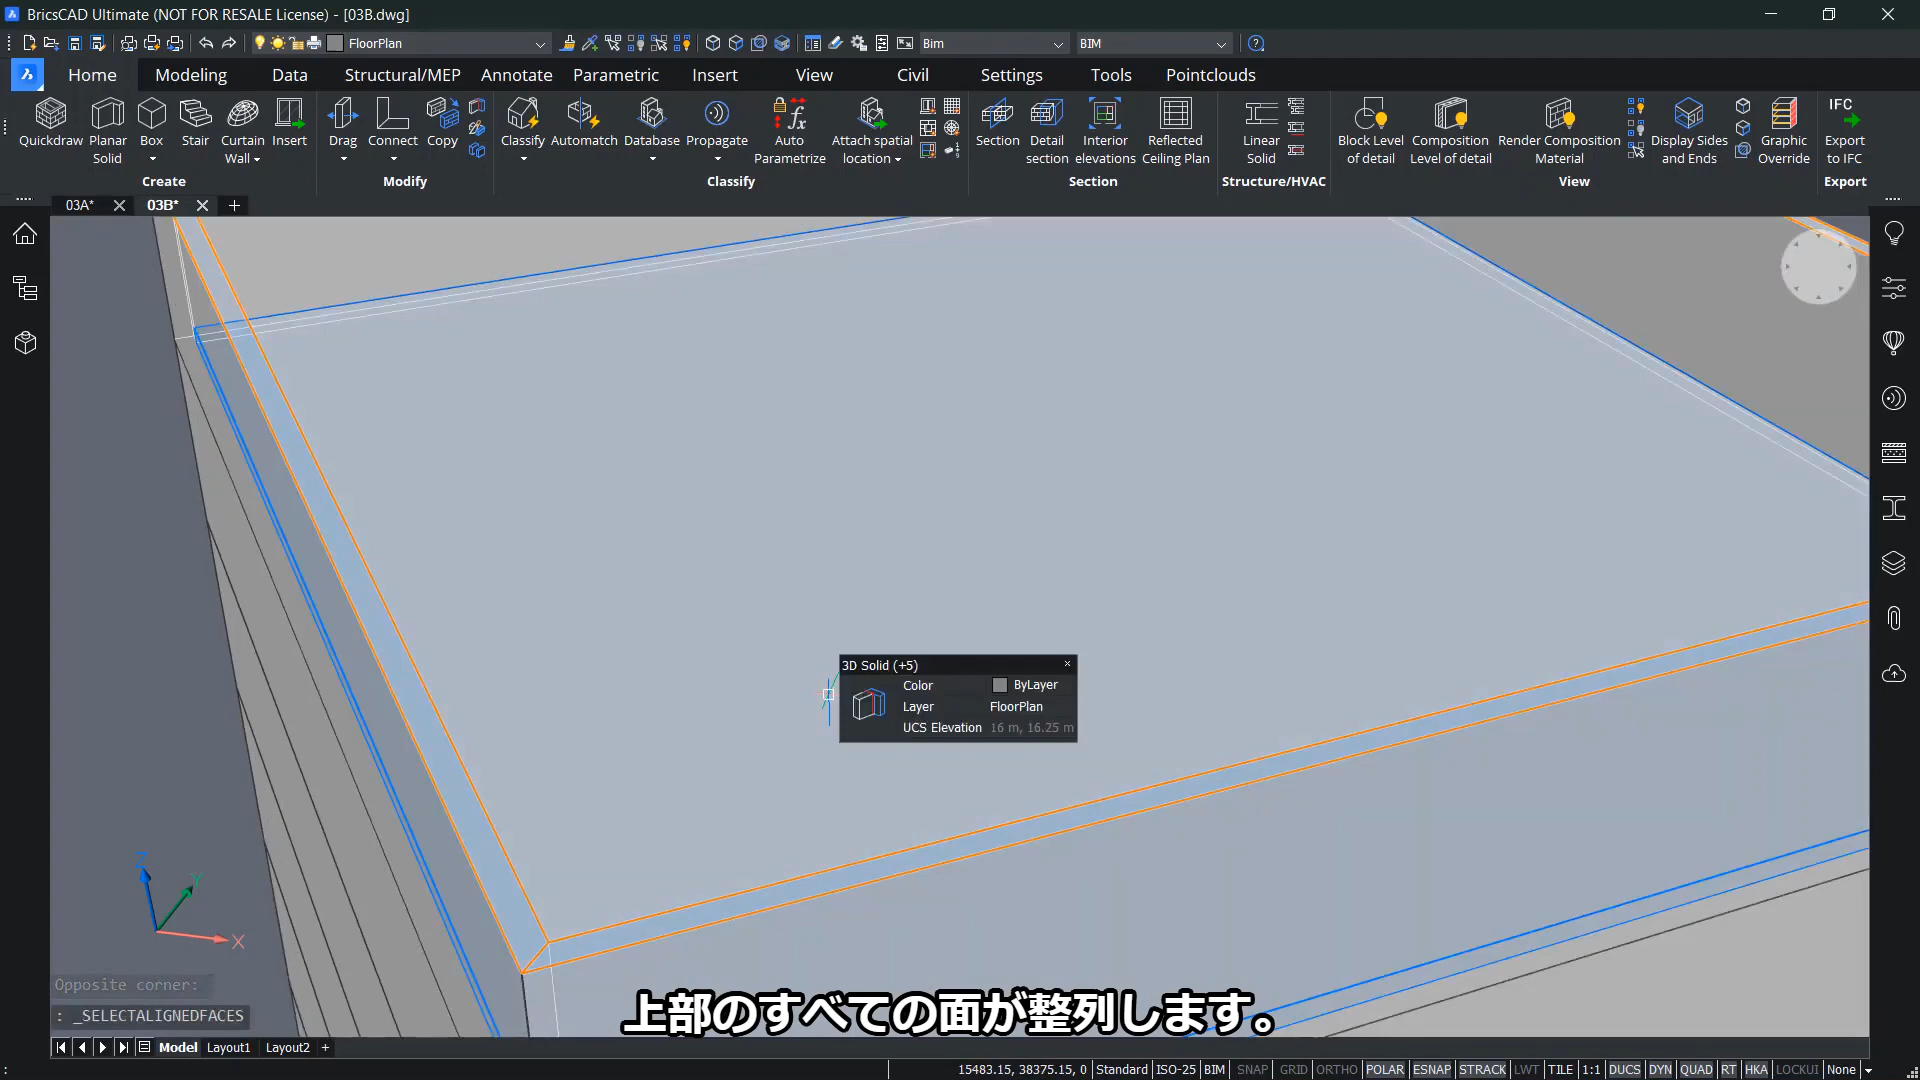 BricsCAD Ultimate (NOT FOR RESALE License) - [03B.dwg]
FloorPlan
Bim
BIM
Home Modeling Data Structural/MEP Annotate Parametric Insert View Civil Settings Tools Pointclouds
Quickdraw
Planar
Solid
Box
Stair
Curtain
Wall
Insert
Create
Drag
Connect
Copy
Modify
Classify
Automatch
Database
Propagate
Auto
Parametrize
Attach spatial
location
Classify
Section
Detail
section
Interior
elevations
Reflected
Ceiling Plan
Section
Linear
Solid
Structure/HVAC
Block Level
of detail
Composition
Level of detail
Render Composition
Material
Display Sides
and Ends
Graphic
Override
View
IFC
Export
to IFC
Export
03A*
03B*
3D Solid (+5)
Color ByLayer
Layer FloorPlan
UCS Elevation 16 m, 16.25 m
Z
Y
X
Opposite corner:
: _SELECTALIGNEDFACES
上部のすべての面が整列します。
Model Layout1 Layout2 +
:
15483.15, 38375.15, 0 Standard ISO-25 BIM SNAP GRID ORTHO POLAR ESNAP STRACK LWT TILE 1:1 DUCS DYN QUAD RT HKA LOCKUI None